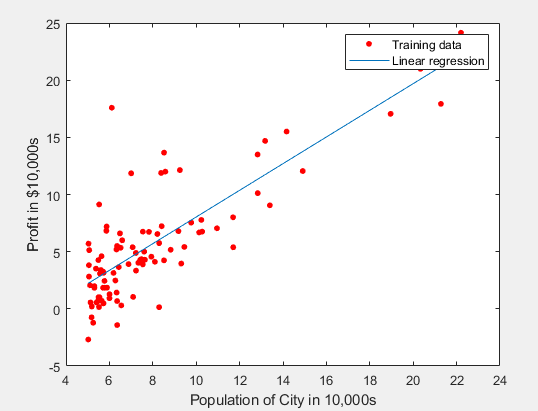 25
20
15
10
5
0
-5
4 6 8 10 12 14 16 18 20 22 24
Profit in $10,000s
Population of City in 10,000s
Training data
Linear regression